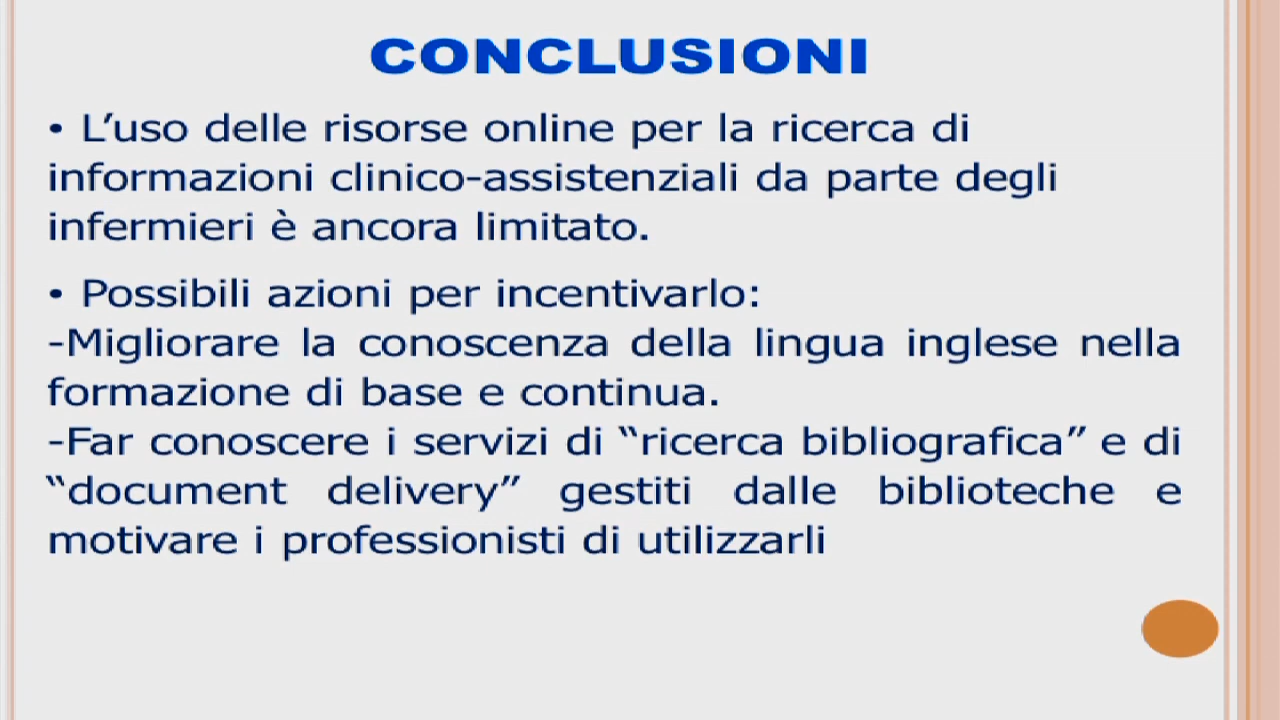 CONCLUSIONI
• L’uso delle risorse online per la ricerca di
informazioni clinico-assistenziali da parte degli
infermieri è ancora limitato.
• Possibili azioni per incentivarlo:
-Migliorare la conoscenza della lingua inglese nella
formazione di base e continua.
-Far conoscere i servizi di “ricerca bibliografica” e di
“document delivery” gestiti dalle biblioteche e
motivare i professionisti di utilizzarli